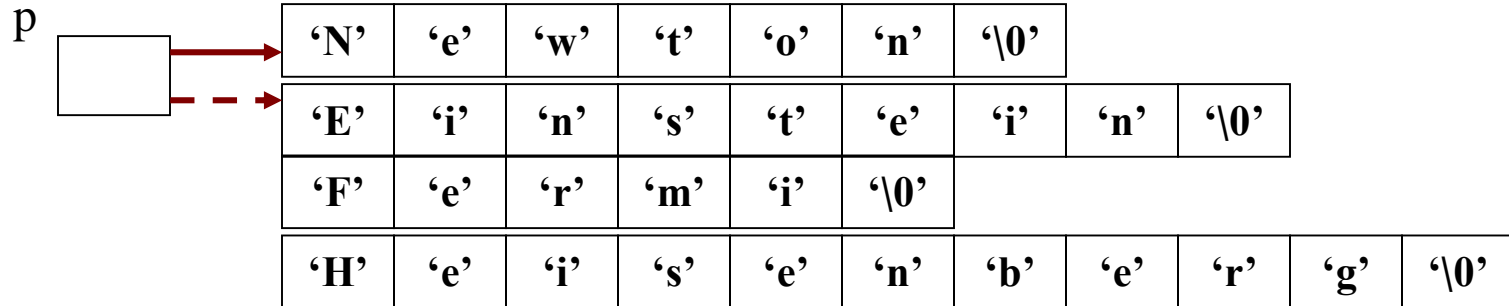 p
‘N’ ‘e’ ‘w’ ‘t’ ‘o’ ‘n’ ‘\0’
‘E’ ‘i’ ‘n’ ‘s’ ‘t’ ‘e’ ‘i’ ‘n’ ‘\0’
‘F’ ‘e’ ‘r’ ‘m’ ‘i’ ‘\0’
‘H’ ‘e’ ‘i’ ‘s’ ‘e’ ‘n’ ‘b’ ‘e’ ‘r’ ‘g’ ‘\0’